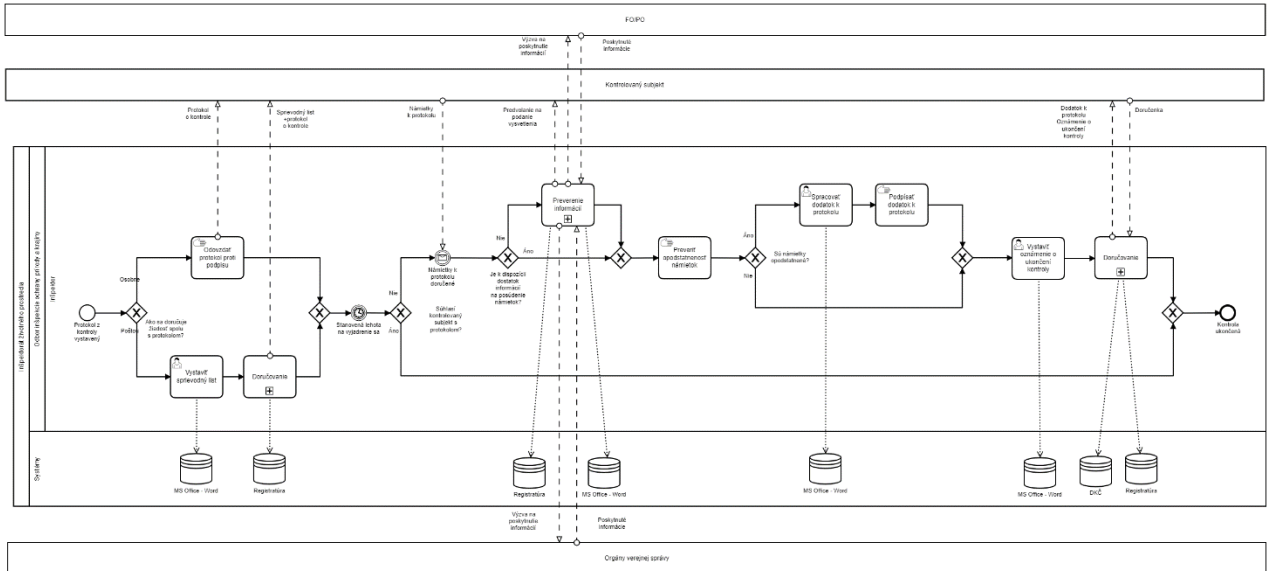 FO/PO
Výzva na
poskytnutie
informácií
Poskytnuté
informácie
Kontrolovaný subjekt
Protokol
o kontrole
Sprievodný list
+protokol
o kontrole
Námietky
k protokolu
Predvolanie na
podanie
vysvetlenia
Dodatok k
protokolu
Oznámenie o
ukončení
kontroly
Doručenka
Inšpektorát životného prostredia
Odbor inšpekcie ochrany prírody a krajiny
Inšpektor
Protokol z
kontroly
vystavený
Osobne
Poštou
Ako sa doručuje
žiadosť spolu
s protokolom?
Odovzdať
protokol proti
podpisu
Vystaviť
sprievodný list
Doručovanie
Stanovená lehota
na vyjadrenie sa
Nie
Áno
Súhlasí
kontrolovaný
subjekt s
protokolom?
Námietky k
protokolu
doručené
Nie
Áno
Je k dispozícii
dostatok
informácií
na posúdenie
námietok?
Preverenie
informácií
Preveriť
opodstatnenosť
námietok
Áno
Nie
Sú námietky
opodstatnené?
Spracovať
dodatok k
protokolu
Podpísať
dodatok k
protokolu
Vystaviť
oznámenie o
ukončení
kontroly
Doručovanie
Kontrola
ukončená
Systémy
MS Office - Word
Registratúra
Registratúra
MS Office - Word
MS Office - Word
MS Office - Word
DKČ
Registratúra
Výzva na
poskytnutie
informácií
Poskytnuté
informácie
Orgány verejnej správy